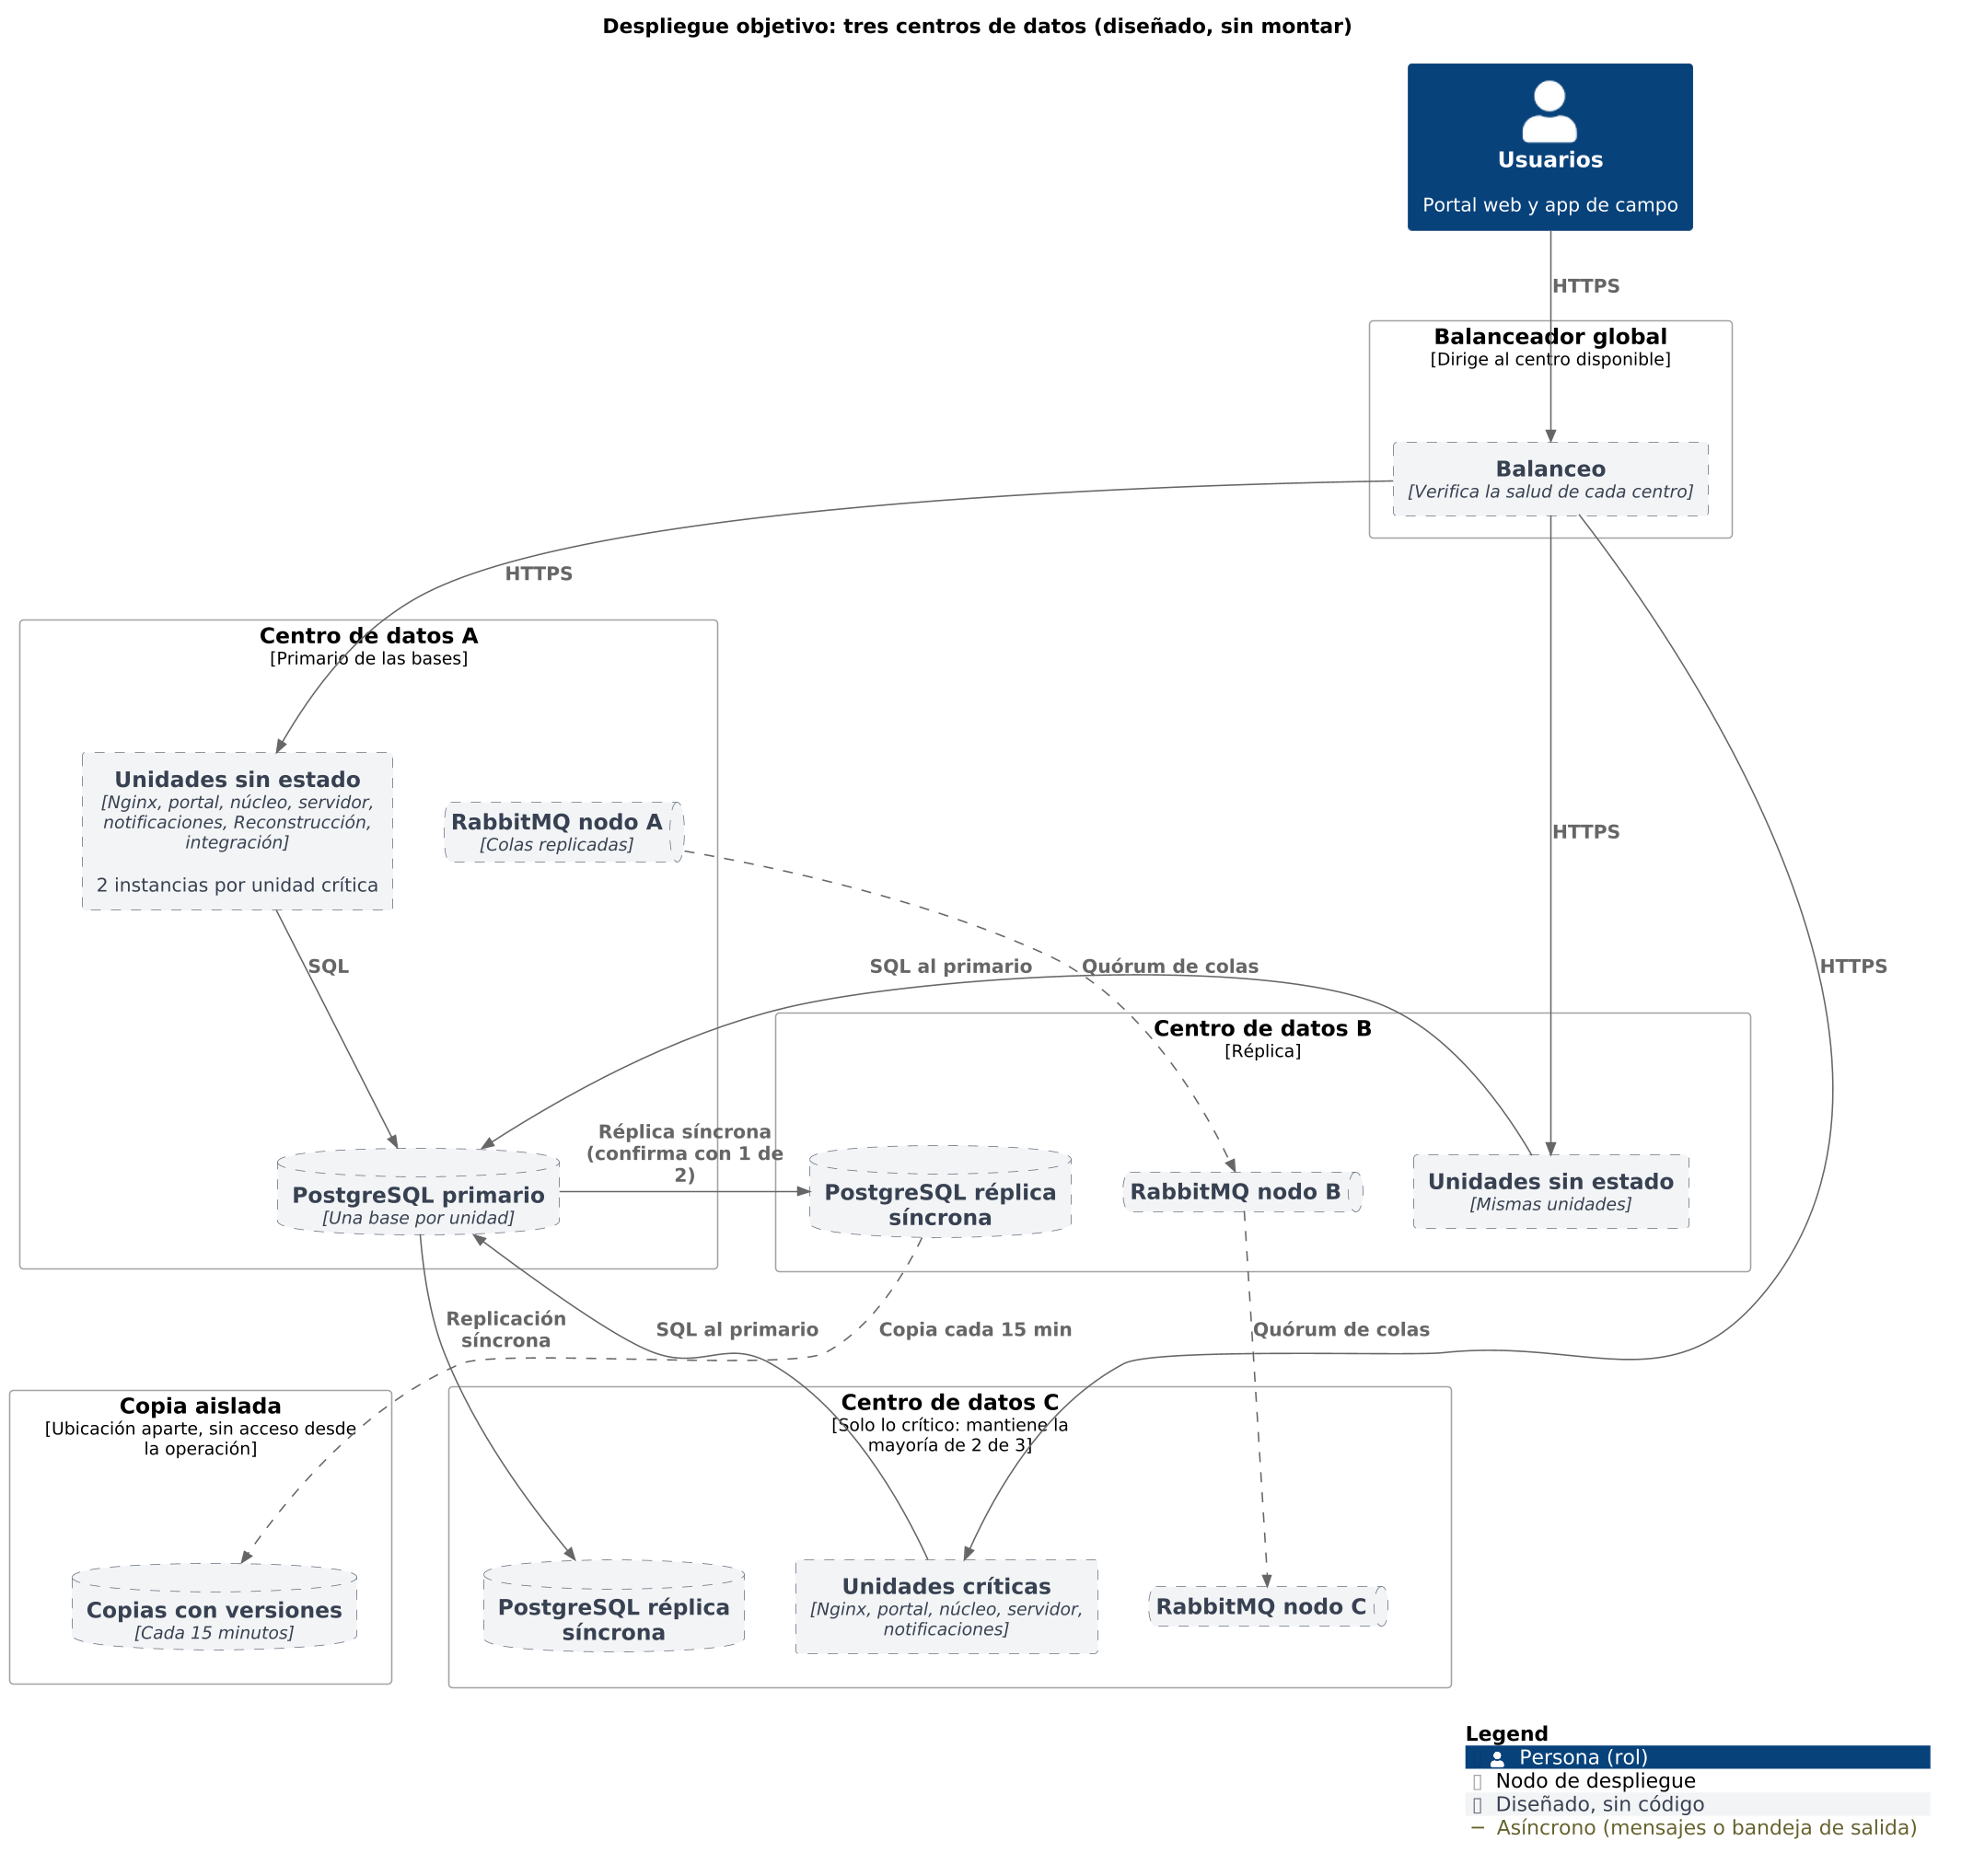 Despliegue objetivo: tres centros de datos (diseñado, sin montar)
Usuarios
Portal web y app de campo
HTTPS
Balanceador global
[Dirige al centro disponible]
Balanceo
[Verifica la salud de cada centro]
HTTPS
Centro de datos A
[Primario de las bases]
Unidades sin estado
[Nginx, portal, núcleo, servidor,
notificaciones, Reconstrucción,
integración]
2 instancias por unidad crítica
RabbitMQ nodo A
[Colas replicadas]
HTTPS
SQL
SQL al primario
Quórum de colas
HTTPS
Centro de datos B
[Réplica]
Réplica síncrona
(confirma con 1 de
2)
PostgreSQL primario
[Una base por unidad]
PostgreSQL réplica
síncrona
RabbitMQ nodo B
Unidades sin estado
[Mismas unidades]
Replicación
síncrona
SQL al primario
Copia cada 15 min
Quórum de colas
Copia aislada
[Ubicación aparte, sin acceso desde
la operación]
Centro de datos C
[Solo lo crítico: mantiene la
mayoría de 2 de 3]
Copias con versiones
[Cada 15 minutos]
PostgreSQL réplica
síncrona
Unidades críticas
[Nginx, portal, núcleo, servidor,
notificaciones]
RabbitMQ nodo C
Legend
Persona (rol)
Nodo de despliegue
Diseñado, sin código
Asíncrono (mensajes o bandeja de salida)